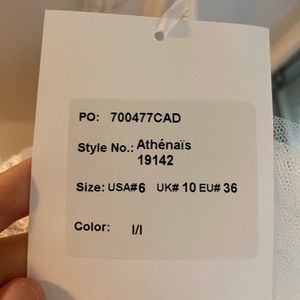 PO: 700477CAD
Style No.: Athénaïs
19142
Size: USA#6 UK# 10 EU# 36
Color: I/I